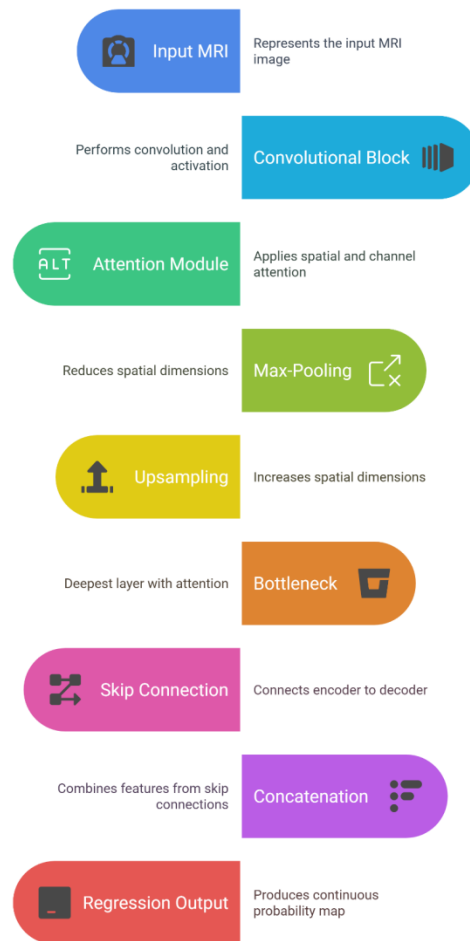 Input MRI
Represents the input MRI
image
Performs convolution and
activation
Convolutional Block
ALT
Attention Module
Applies spatial and channel
attention
Reduces spatial dimensions
Max-Pooling
Upsampling
Increases spatial dimensions
Deepest layer with attention
Bottleneck
Skip Connection
Connects encoder to decoder
Combines features from skip
connections
Concatenation
Regression Output
Produces continuous
probability map